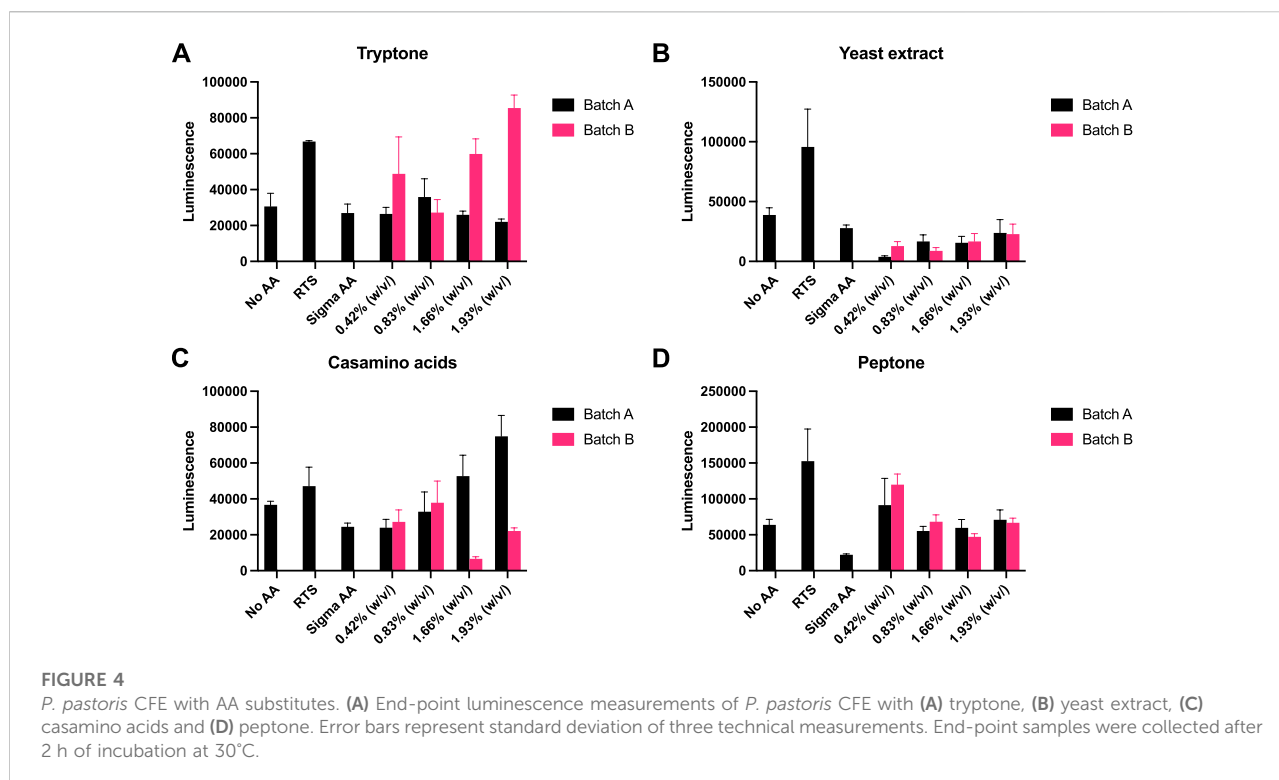 A
Tryptone
100000
80000
60000
40000
20000
0
Luminescence
No AA
RTS
Sigma AA
0.42% (w/v/)
0.83% (w/v/)
1.66% (w/v/)
1.93% (w/v/)
Batch A
Batch B
B
Yeast extract
150000
100000
50000
0
Luminescence
No AA
RTS
Sigma AA
0.42% (w/v/)
0.83% (w/v/)
1.66% (w/v/)
1.93% (w/v/)
Batch A
Batch B
C
Casamino acids
100000
80000
60000
40000
20000
0
Luminescence
No AA
RTS
Sigma AA
0.42% (w/v/)
0.83% (w/v/)
1.66% (w/v/)
1.93% (w/v/)
Batch A
Batch B
D
Peptone
250000
200000
150000
100000
50000
0
Luminescence
No AA
RTS
Sigma AA
0.42% (w/v/)
0.83% (w/v/)
1.66% (w/v/)
1.93% (w/v/)
Batch A
Batch B
FIGURE 4
P. pastoris CFE with AA substitutes. (A) End-point luminescence measurements of P. pastoris CFE with (A) tryptone, (B) yeast extract, (C)
casamino acids and (D) peptone. Error bars represent standard deviation of three technical measurements. End-point samples were collected after
2 h of incubation at 30˚C.